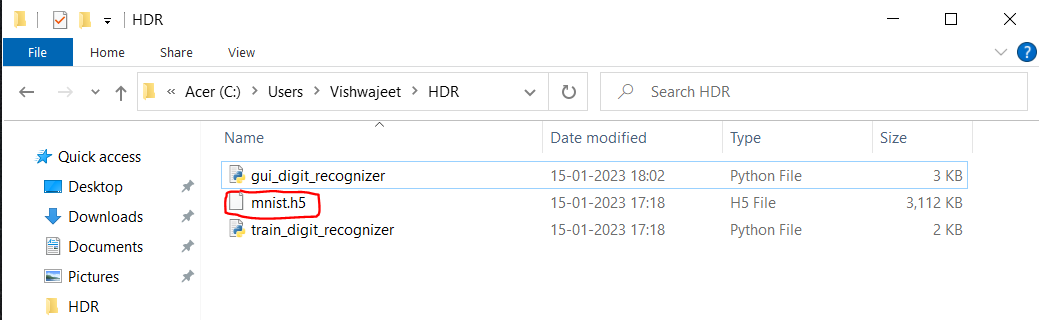 HDR
File Home Share View
« Acer (C:) > Users > Vishwajeet > HDR Search HDR
Name Date modified Type Size
Quick access
gui_digit_recognizer 15-01-2023 18:02 Python File 3 KB
Desktop
mnist.h5 15-01-2023 17:18 H5 File 3,112 KB
Downloads
train_digit_recognizer 15-01-2023 17:18 Python File 2 KB
Documents
Pictures
HDR